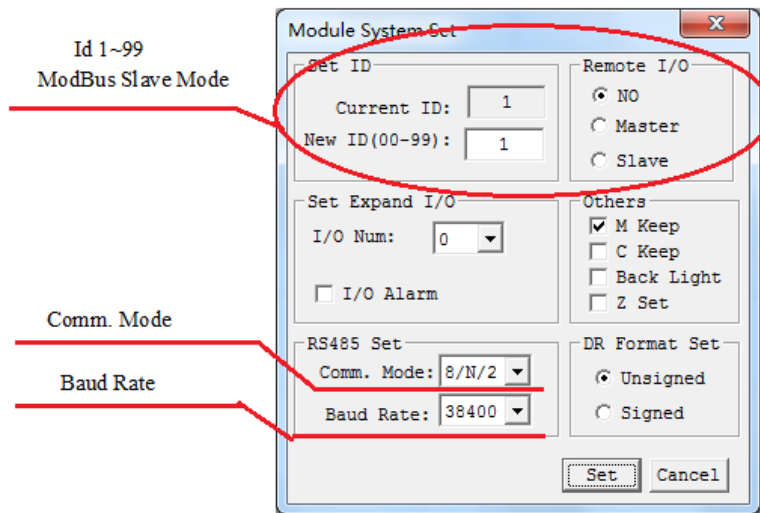 Id 1~99
ModBus Slave Mode
Comm. Mode
Baud Rate
Module System Set
Set ID
Current ID: 1
New ID(00-99): 1
Remote I/O
NO
Master
Slave
Set Expand I/O
I/O Num: 0
I/O Alarm
Others
M Keep
C Keep
Back Light
Z Set
RS485 Set
Comm. Mode: 8/N/2
Baud Rate: 38400
DR Format Set
Unsigned
Signed
Set Cancel